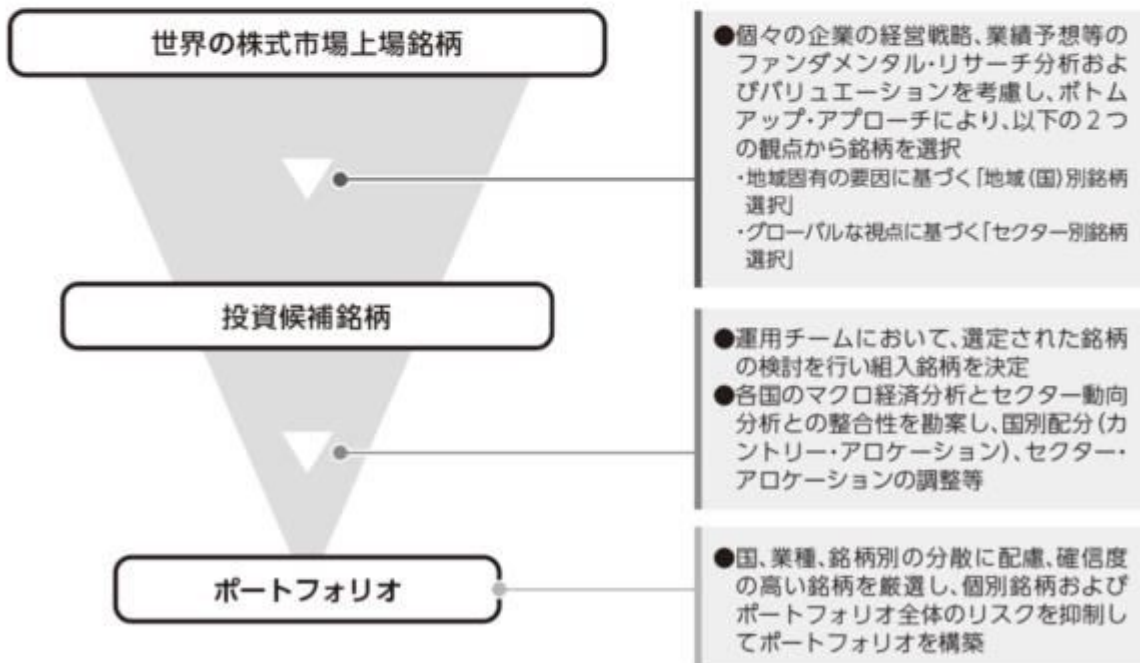 世界の株式市場上場銘柄
●個々の企業の経営戦略、業績予想等の
ファンダメンタル・リサーチ分析およ
びバリュエーションを考慮し、ボトム
アップ・アプローチにより、以下の2つ
の観点から銘柄を選択
・地域固有の要因に基づく「地域(国)別銘柄
選択」
・グローバルな視点に基づく「セクター別銘柄
選択」
投資候補銘柄
●運用チームにおいて、選定された銘柄
の検討を行い組入銘柄を決定
●各国のマクロ経済分析とセクター動向
分析との整合性を勘案し、国別配分(カ
ントリー・アロケーション)、セクター・
アロケーションの調整等
ポートフォリオ
●国、業種、銘柄別の分散に配慮、確信度
の高い銘柄を厳選し、個別銘柄および
ポートフォリオ全体のリスクを抑制し
てポートフォリオを構築